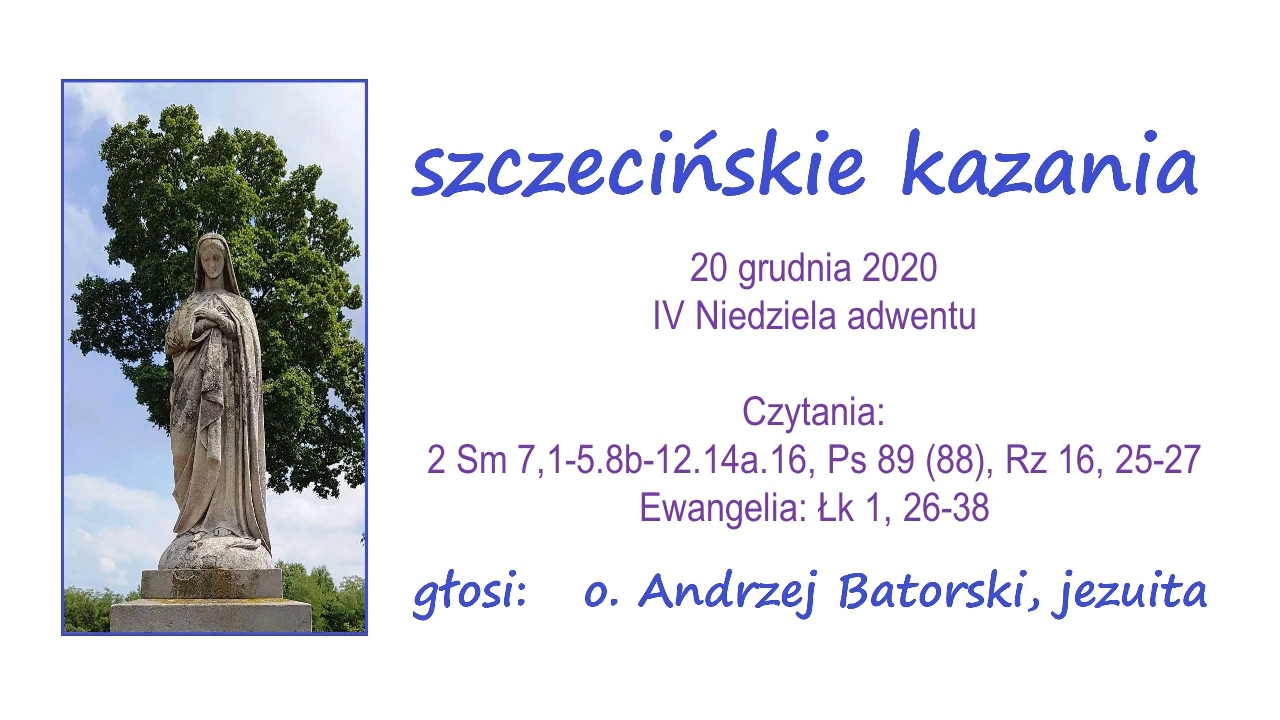 szczecińskie kazania
20 grudnia 2020
IV Niedziela adwentu
Czytania:
2 Sm 7,1-5.8b-12.14a.16, Ps 89 (88), Rz 16, 25-27
Ewangelia: Łk 1, 26-38
głosi: o. Andrzej Batorski, jezuita